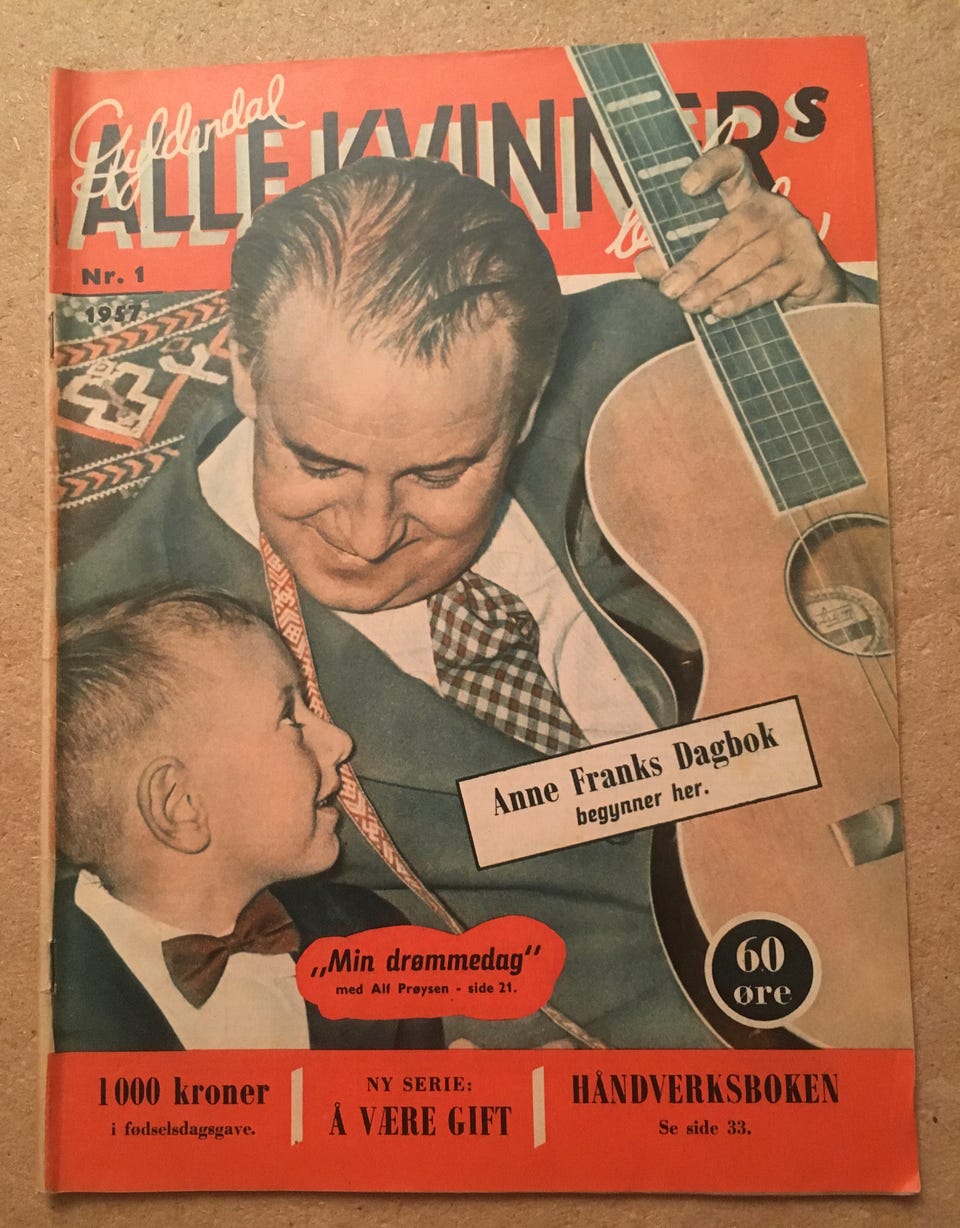 Gyldendal
ALLE KVINNERs
Nr. 1
1957
Anne Franks Dagbok
begynner her.
„Min drømmedag“
med Alf Prøysen - side 21.
60
øre
1000 kroner
i fødselsdagsgave.
NY SERIE:
Å VÆRE GIFT
HÅNDVERKSBOKEN
Se side 33.